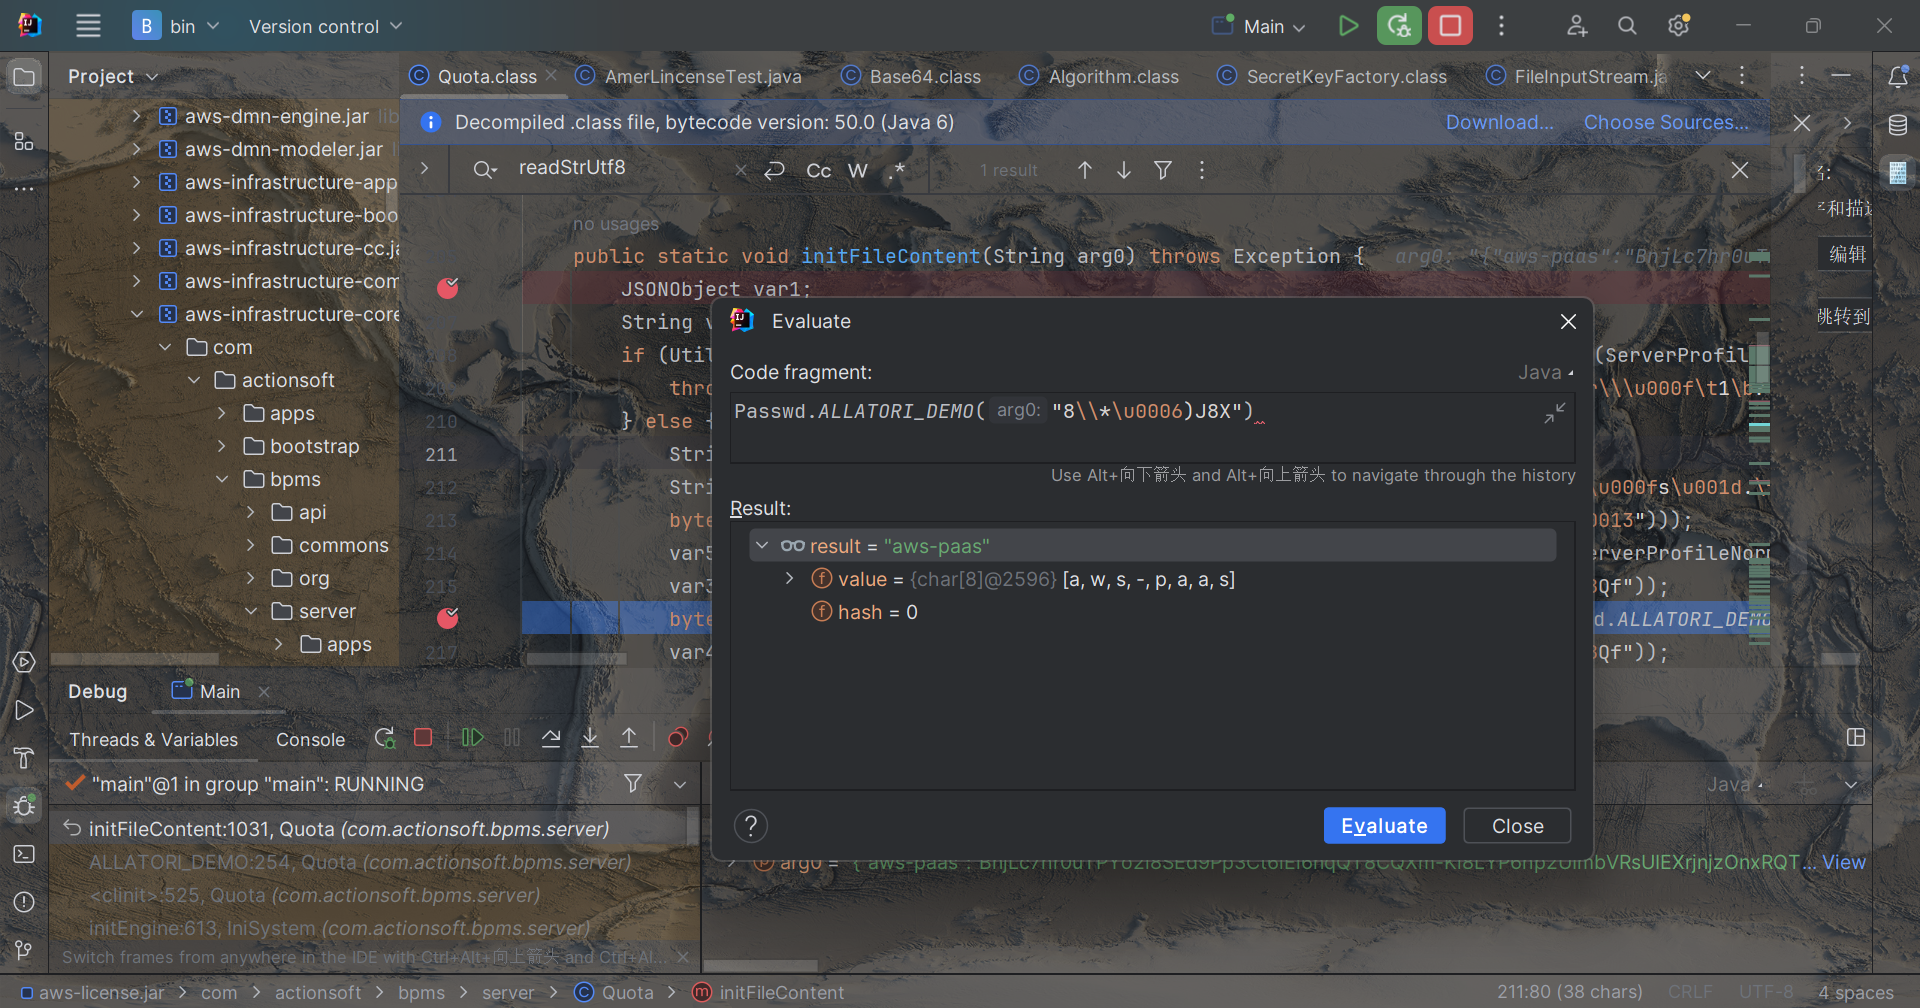 B bin Version control Main
Project
Quota.class AmerLincenseTest.java Base64.class Algorithm.class SecretKeyFactory.class FileInputStream.ja
aws-dmn-engine.jar lib
aws-dmn-modeler.jar
aws-infrastructure-app
aws-infrastructure-boo
aws-infrastructure-cc.ja
aws-infrastructure-com
aws-infrastructure-core
com
actionsoft
apps
bootstrap
bpms
api
commons
org
server
apps
Decompiled .class file, bytecode version: 50.0 (Java 6) Download... Choose Sources...
readStrUtf8 Cc W .* 1 result
no usages
public static void initFileContent(String arg0) throws Exception { arg0: "{"aws-paas":"BnjLc7hr0uT
JSONObject var1;
String v
if (Util (ServerProfil
thro r\\\u000f\t1\b.
210 } else {
211 Stri
212 Stri \u000fs\u001d.\
213 byte 0013")));
214 var5 erverProfileNorm
215 var3 3Qf"));
byte d.ALLATORI_DEMO
217 var4 3Qf"));
和描述
编辑
跳转到
Evaluate
Code fragment: Java
Passwd.ALLATORI_DEMO( arg0: "8\\*\u0006)J8X")
Use Alt+向下箭头 and Alt+向上箭头 to navigate through the history
Result:
result = "aws-paas"
value = {char[8]@2596} [a, w, s, -, p, a, a, s]
hash = 0
? Evaluate Close
Debug Main
Threads & Variables Console
"main"@1 in group "main": RUNNING Java
initFileContent:1031, Quota (com.actionsoft.bpms.server)
ALLATORI_DEMO:254, Quota (com.actionsoft.bpms.server)
<clinit>:525, Quota (com.actionsoft.bpms.server)
initEngine:613, IniSystem (com.actionsoft.bpms.server)
Switch frames from anywhere in the IDE with Ctrl+Alt+向上箭头 and Ctrl+Al...
arg0 = View
aws-license.jar > com > actionsoft > bpms > server > Quota > initFileContent 211:80 (38 chars) CRLF UTF-8 4 spaces